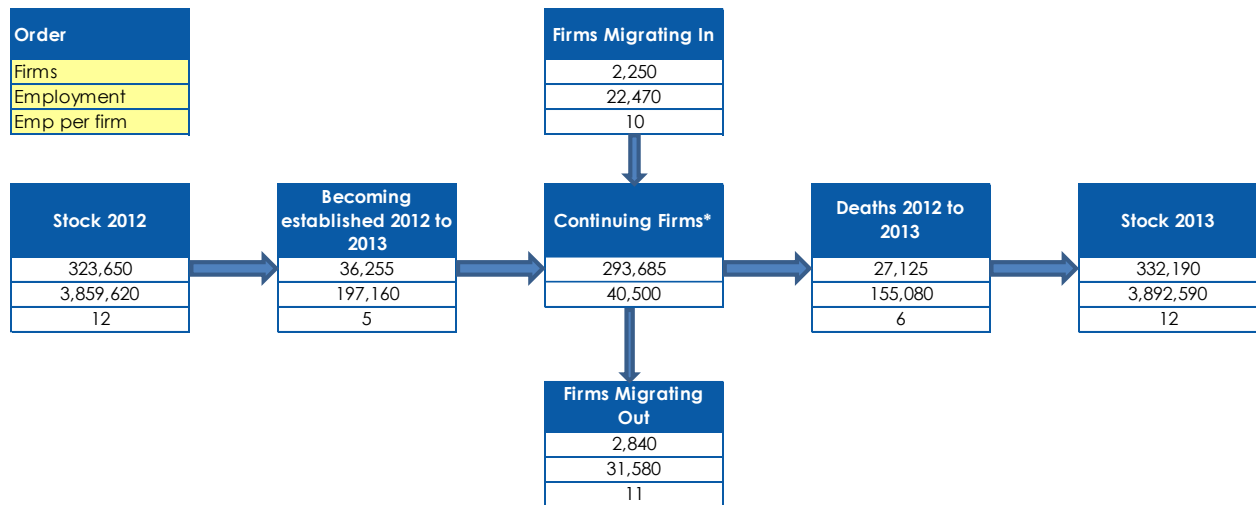 Order
Firms
Employment
Emp per firm
Firms Migrating In
2,250
22,470
10
Stock 2012
323,650
3,859,620
12
Becoming
established 2012 to
2013
36,255
197,160
5
Continuing Firms*
293,685
40,500
Deaths 2012 to
2013
27,125
155,080
6
Stock 2013
332,190
3,892,590
12
Firms Migrating
Out
2,840
31,580
11